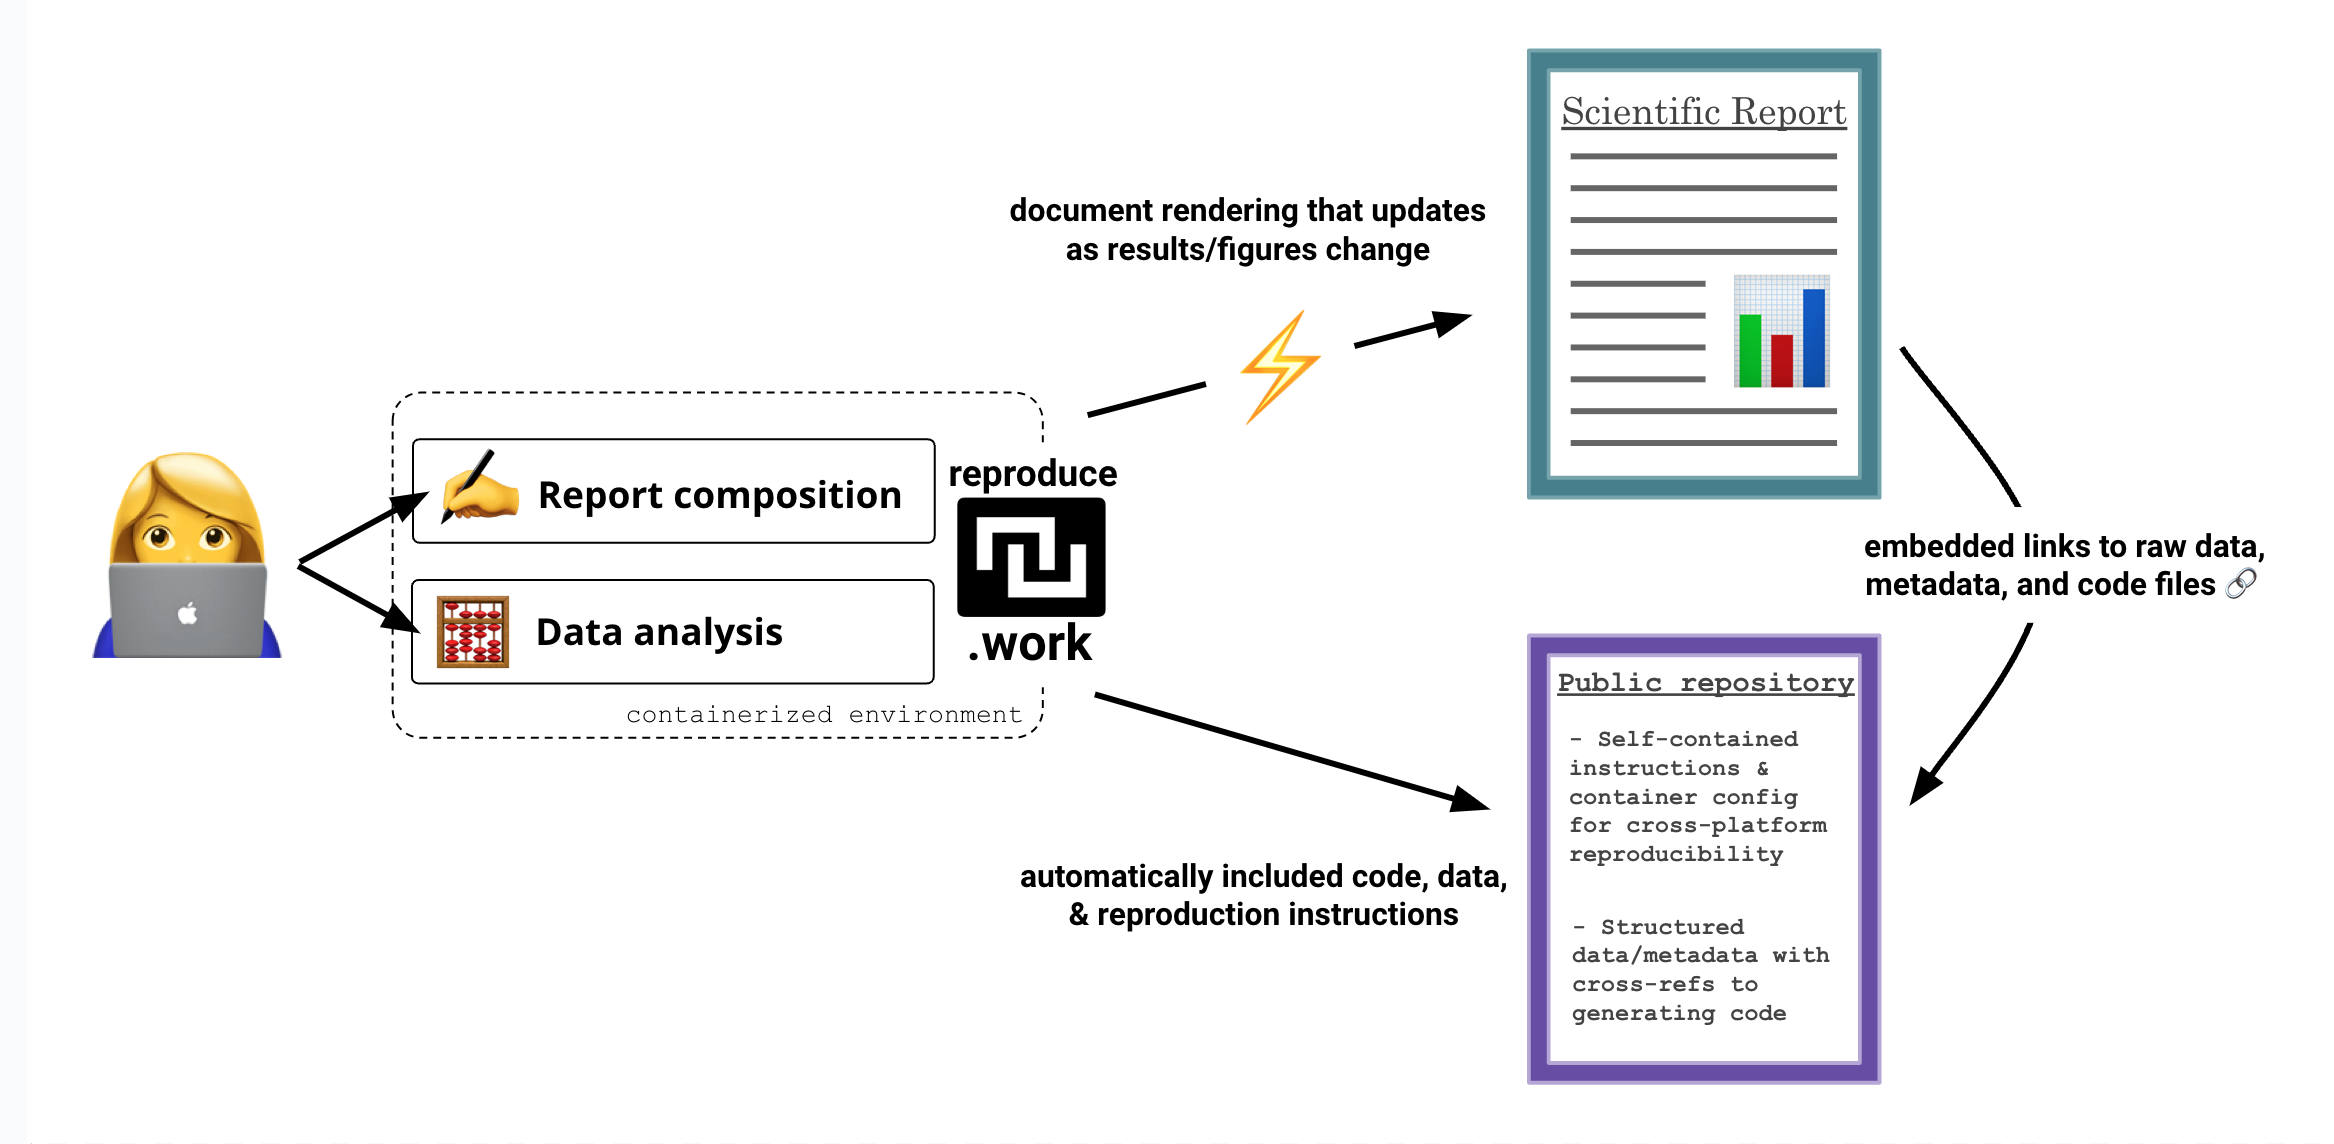 Scientific Report
document rendering that updates
as results/figures change
reproduce
.work
Report composition
Data analysis
containerized environment
embedded links to raw data,
metadata, and code files
automatically included code, data,
& reproduction instructions
Public repository
- Self-contained
instructions &
container config
for cross-platform
reproducibility
- Structured
data/metadata with
cross-refs to
generating code